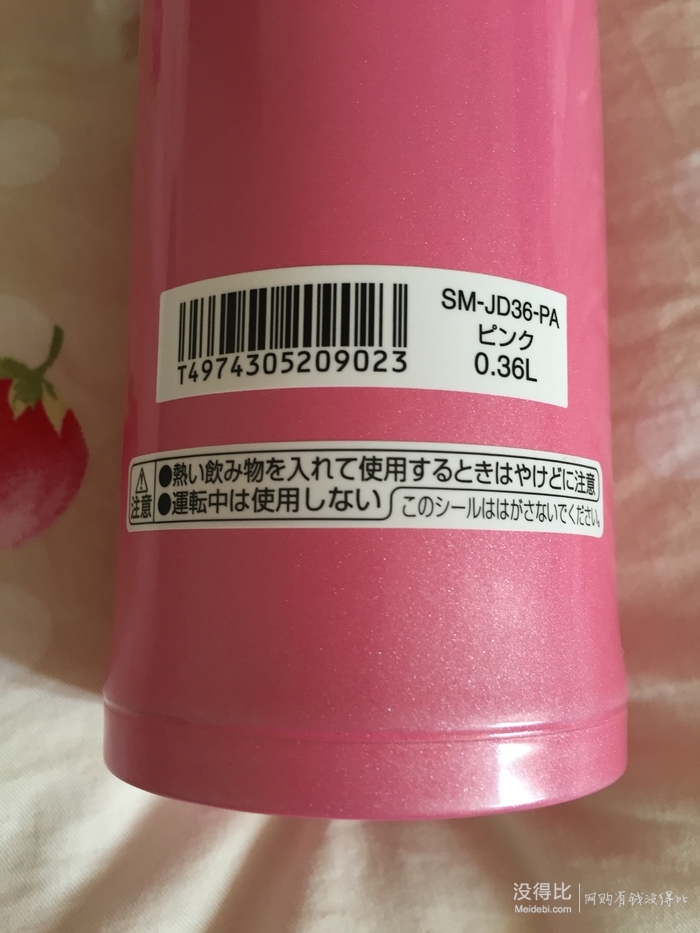 T4974305209023
SM-JD36-PA
ピンク
0.36L
注意
●熱い飲み物を入れて使用するときはやけどに注意
●運転中は使用しない
このシールははがさないでください。
没得比
Meidebi.com
网购有钱没得比